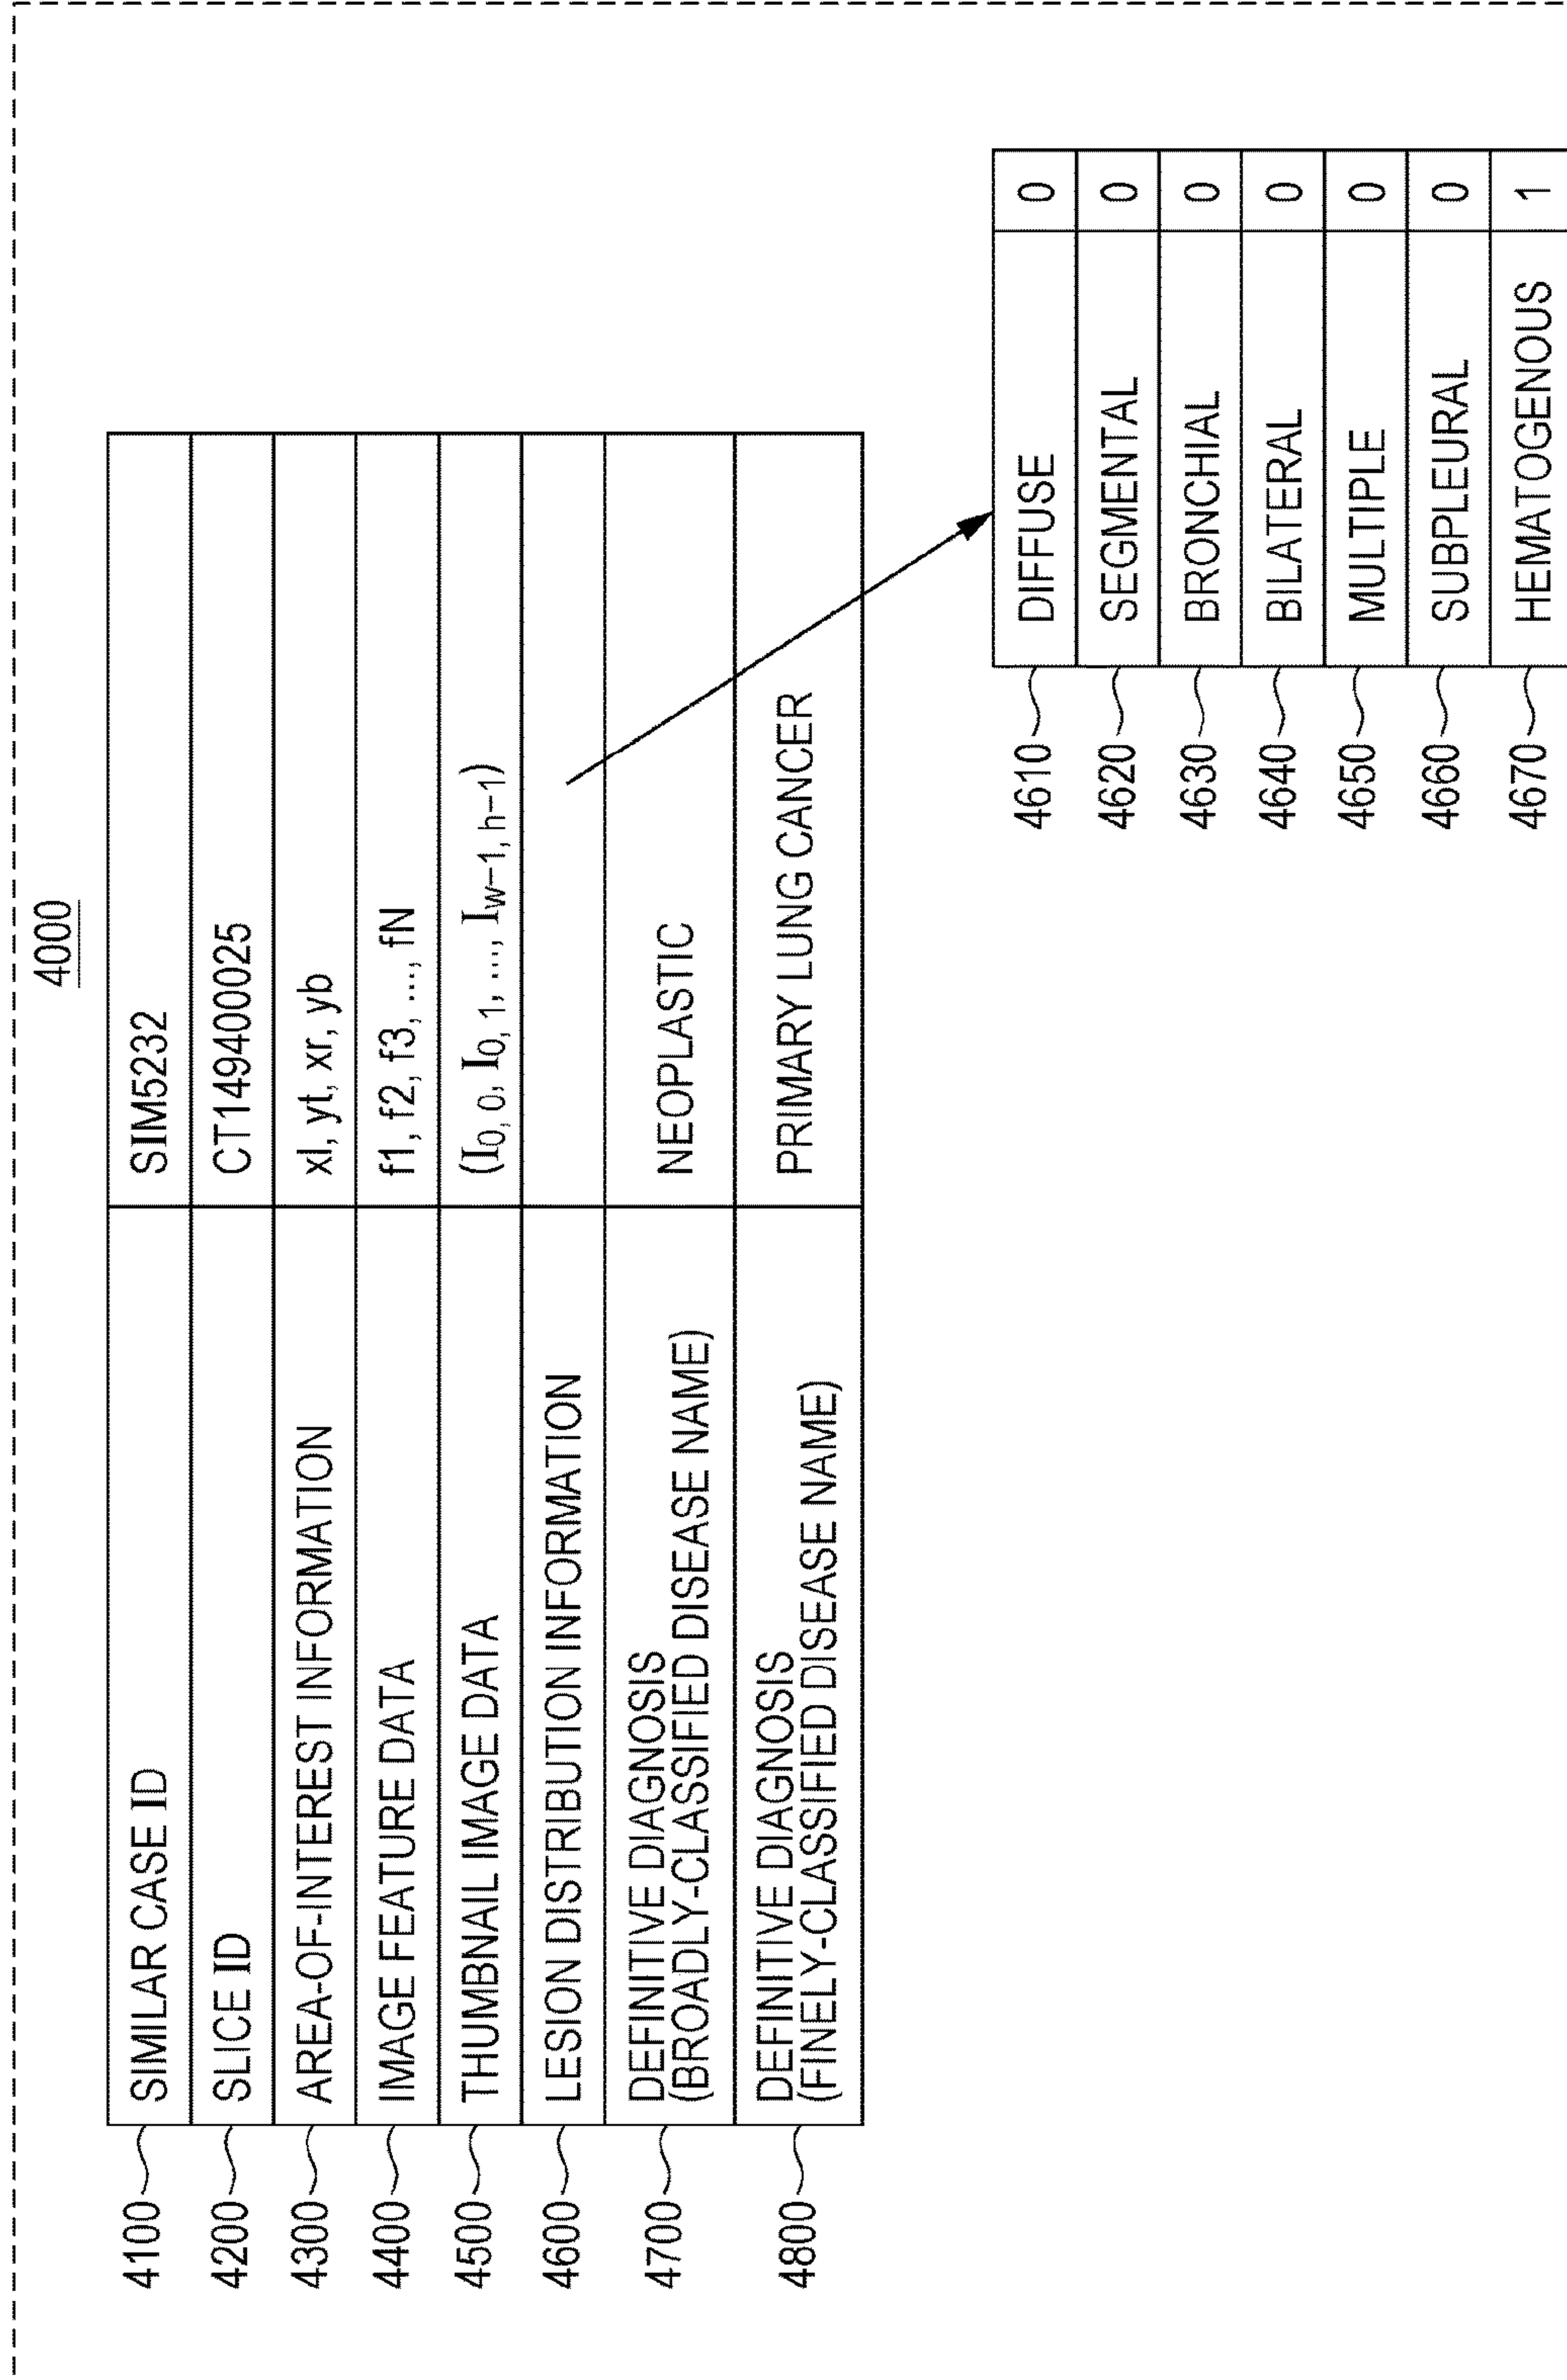 4000
4100 SIMILAR CASE ID SIM5232
4200 SLICE ID CT149400025
4300 AREA-OF-INTEREST INFORMATION xl, yt, xr, yb
4400 IMAGE FEATURE DATA f1, f2, f3, ..., fN
4500 THUMBNAIL IMAGE DATA (I0, 0, I0, 1, ..., IW-1, h-1)
4600 LESION DISTRIBUTION INFORMATION
4700 DEFINITIVE DIAGNOSIS
(BROADLY-CLASSIFIED DISEASE NAME) NEOPLASTIC
4800 DEFINITIVE DIAGNOSIS
(FINELY-CLASSIFIED DISEASE NAME) PRIMARY LUNG CANCER
4610 DIFFUSE 0
4620 SEGMENTAL 0
4630 BRONCHIAL 0
4640 BILATERAL 0
4650 MULTIPLE 0
4660 SUBPLEURAL 0
4670 HEMATOGENOUS 1